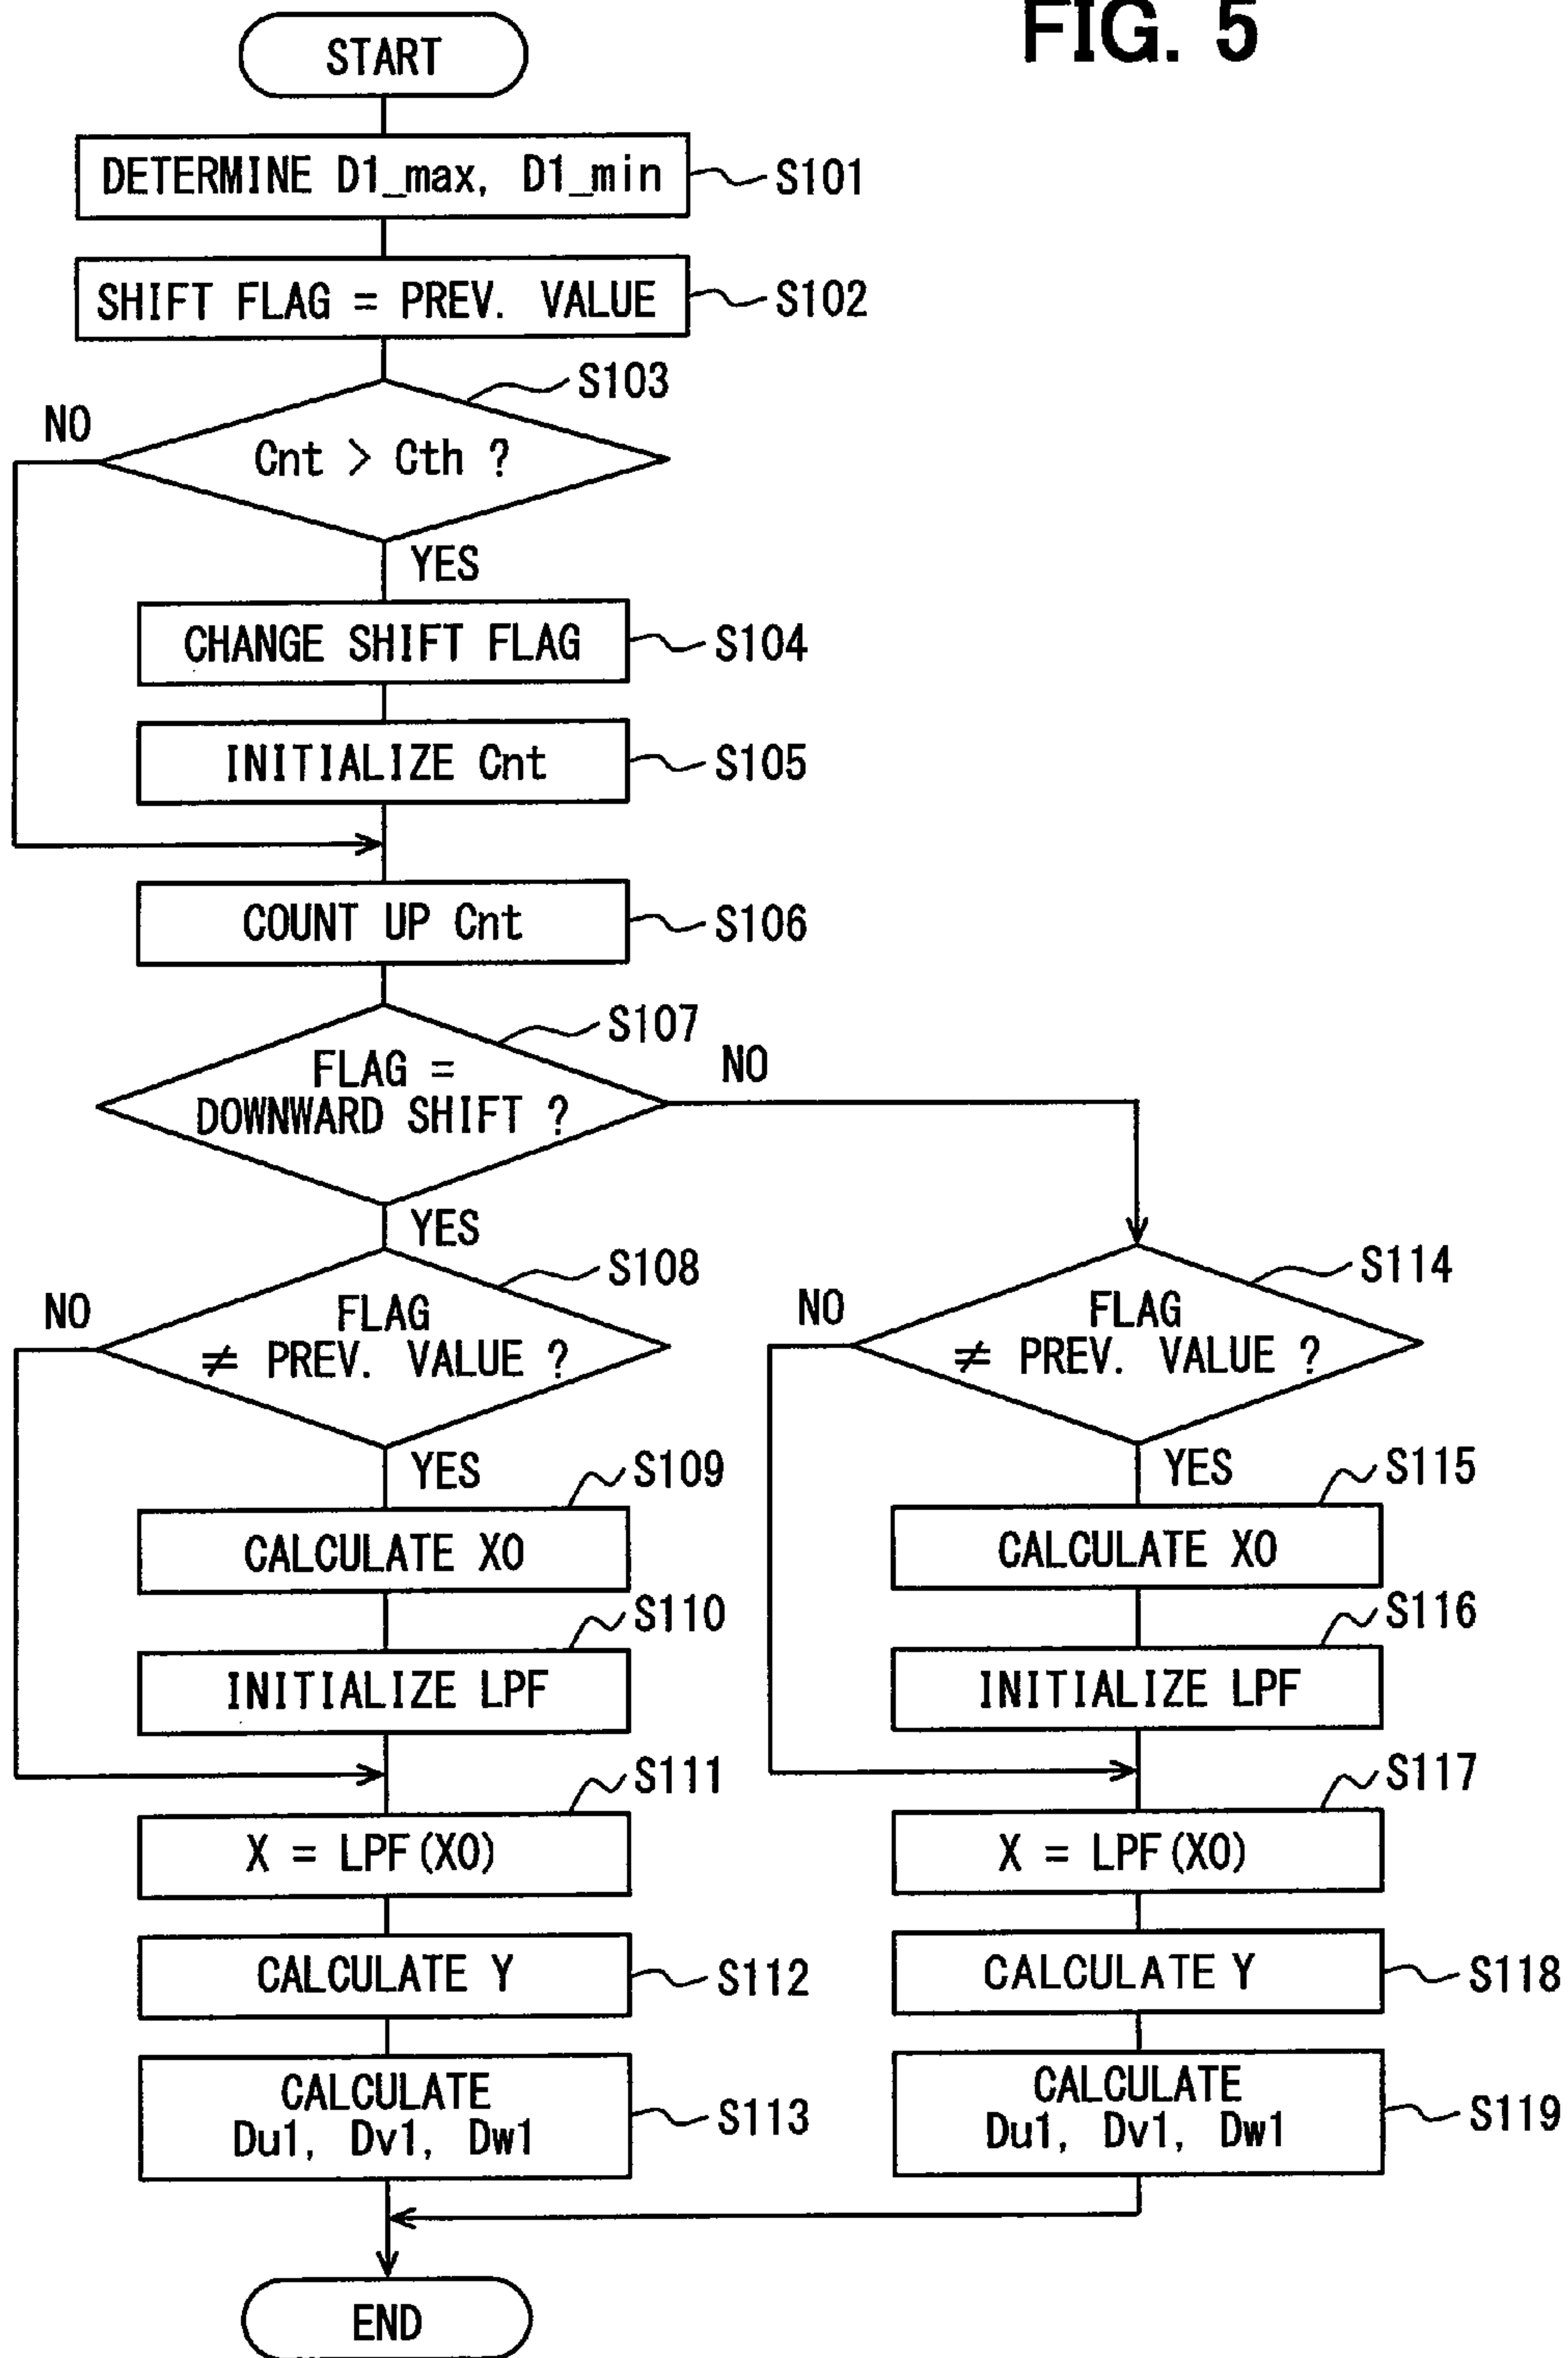 FIG. 5
START
DETERMINE D1_max, D1_min
S101
SHIFT FLAG = PREV. VALUE
S102
S103
NO
Cnt > Cth ?
YES
CHANGE SHIFT FLAG
S104
INITIALIZE Cnt
S105
COUNT UP Cnt
S106
S107
FLAG =
DOWNWARD SHIFT ?
NO
YES
S108
NO
FLAG
≠ PREV. VALUE ?
YES
S109
CALCULATE X0
S110
INITIALIZE LPF
S111
X = LPF(X0)
CALCULATE Y
S112
CALCULATE
Du1, Dv1, Dw1
S113
S114
NO
FLAG
≠ PREV. VALUE ?
YES
S115
CALCULATE X0
S116
INITIALIZE LPF
S117
X = LPF(X0)
CALCULATE Y
S118
CALCULATE
Du1, Dv1, Dw1
S119
END